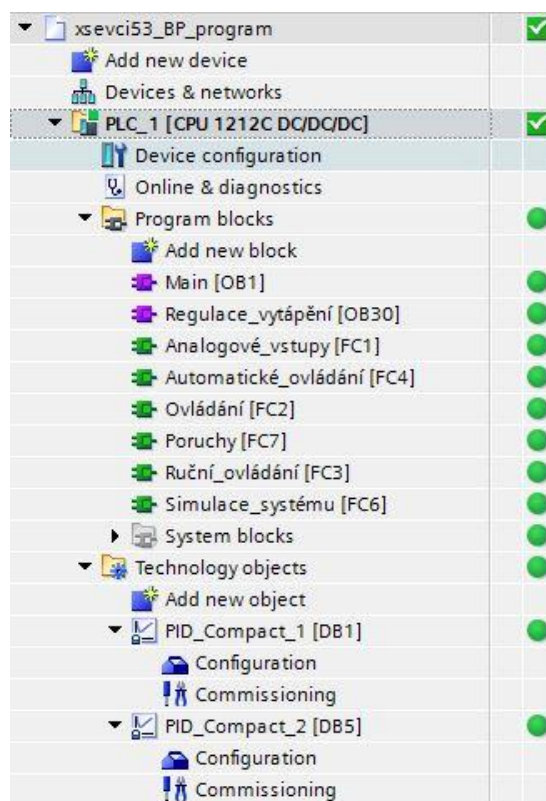 xsevci53_BP_program
Add new device
Devices & networks
PLC_1 [CPU 1212C DC/DC/DC]
Device configuration
Online & diagnostics
Program blocks
Add new block
Main [OB1]
Regulace_vytápění [OB30]
Analogové_vstupy [FC1]
Automatické_ovládání [FC4]
Ovládání [FC2]
Poruchy [FC7]
Ruční_ovládání [FC3]
Simulace_systému [FC6]
System blocks
Technology objects
Add new object
PID_Compact_1 [DB1]
Configuration
Commissioning
PID_Compact_2 [DB5]
Configuration
Commissioning